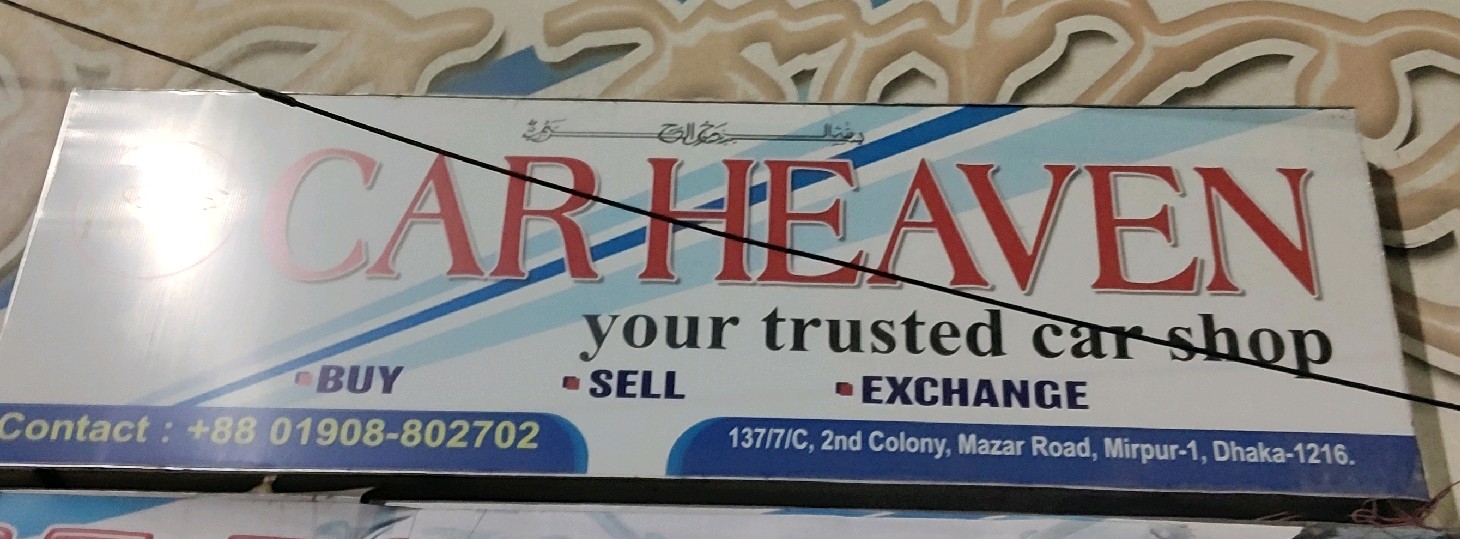 CAR HEAVEN
your trusted car shop
▪BUY ▪SELL ▪EXCHANGE
Contact : +88 01908-802702
137/7/C, 2nd Colony, Mazar Road, Mirpur-1, Dhaka-1216.